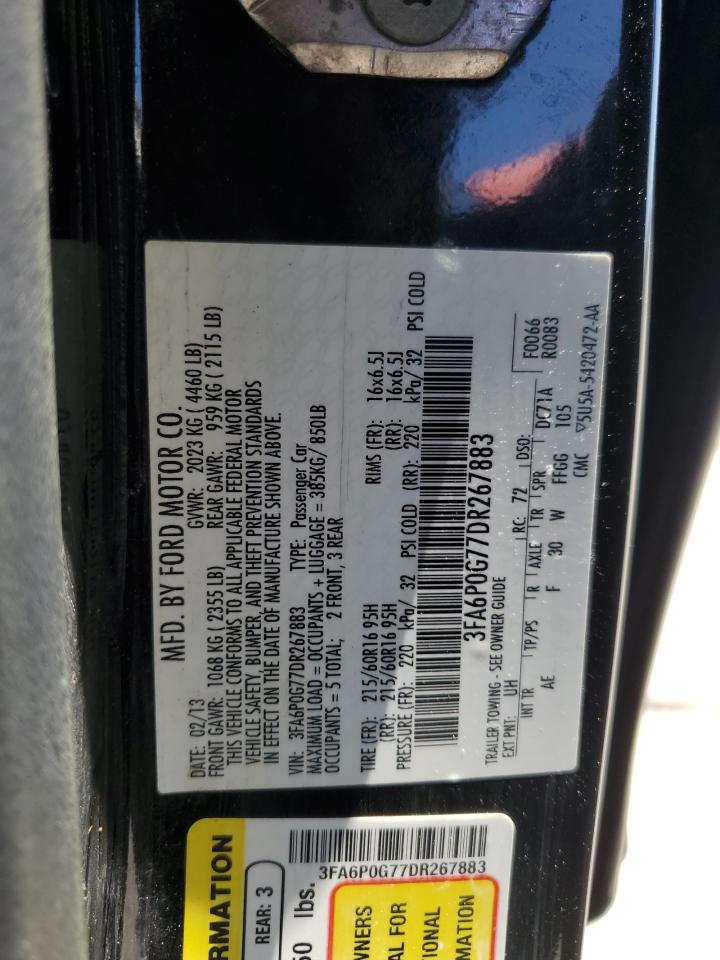 MFD. BY FORD MOTOR CO.
DATE: 02/13 GVWR: 2023 KG ( 4460 LB)
FRONT GAWR: 1068 KG ( 2355 LB) REAR GAWR: 959 KG ( 2115 LB)
THIS VEHICLE CONFORMS TO ALL APPLICABLE FEDERAL MOTOR
VEHICLE SAFETY, BUMPER, AND THEFT PREVENTION STANDARDS
IN EFFECT ON THE DATE OF MANUFACTURE SHOWN ABOVE.
VIN: 3FA6P0G77DR267883 TYPE: Passenger Car
MAXIMUM LOAD = OCCUPANTS + LUGGAGE = 385KG/ 850LB
OCCUPANTS = 5 TOTAL; 2 FRONT, 3 REAR
TIRE (FR): 215/60R16 95H RIMS (FR): 16x6.5J
(RR): 215/60R16 95H (RR): 16x6.5J
PRESSURE (FR): 220 kPa/ 32 PSI COLD (RR): 220 kPa/ 32 PSI COLD
3FA6P0G77DR267883
TRAILER TOWING - SEE OWNER GUIDE
EXT PNT: UH RC: 72 DSO: F0066
R0083
INT TR TP/PS R AXLE TR SPR DC71A
AE F 30 W FFGG 105
CMC ▽5U5A-5420472-AA
RMATION
REAR: 3
50 lbs.
3FA6P0G77DR267883
WNERS
AL FOR
TIONAL
MATION